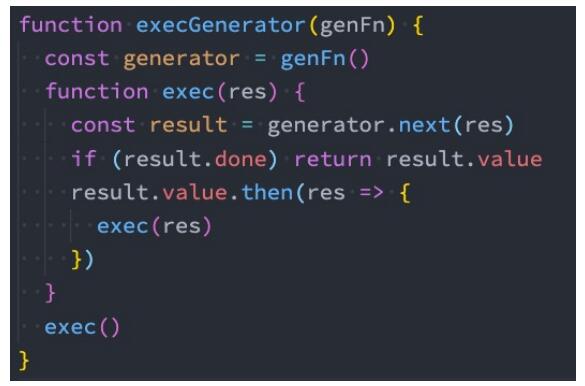 function execGenerator(genFn) {
  const generator = genFn()
  function exec(res) {
    const result = generator.next(res)
    if (result.done) return result.value
    result.value.then(res => {
      exec(res)
    })
  }
  exec()
}